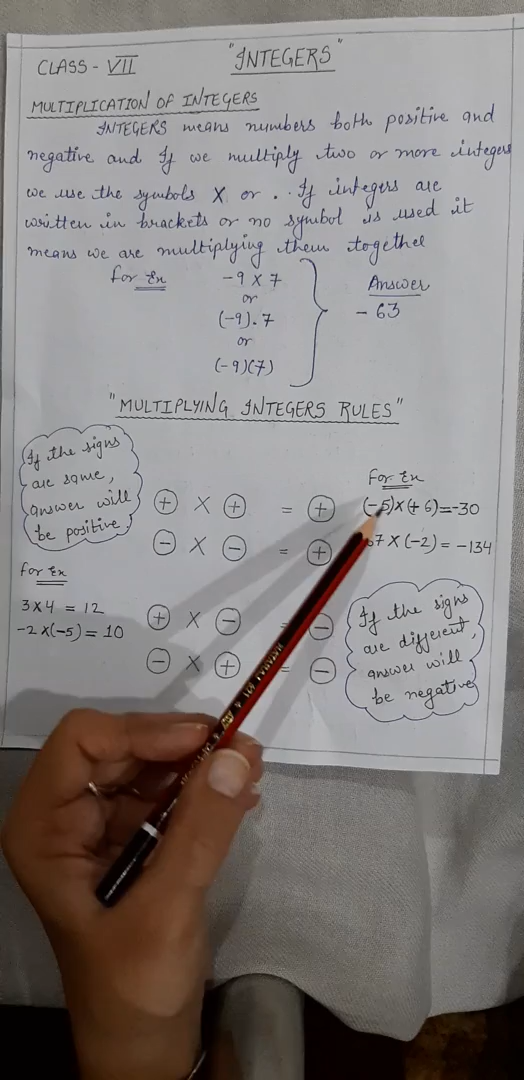 CLASS - VII "INTEGERS"
MULTIPLICATION OF INTEGERS
INTEGERS means numbers both positive and
negative and If we multiply two or more integers
we use the symbols X or . . If integers are
written in brackets or no symbol is used it
means we are multiplying them together
For Ex
-9 X 7
or
(-9). 7
or
(-9)(7)
Answer
- 63
"MULTIPLYING INTEGERS RULES"
If the signs
are same,
answer will
be positive
For Ex
3 X 4 = 12
-2 X (-5) = 10
+ X + = +
- X - = +
+ X - = -
- X + = -
For Ex
(-5) X (+ 6) = -30
67 X (-2) = -134
If the signs
are different,
answer will
be negative